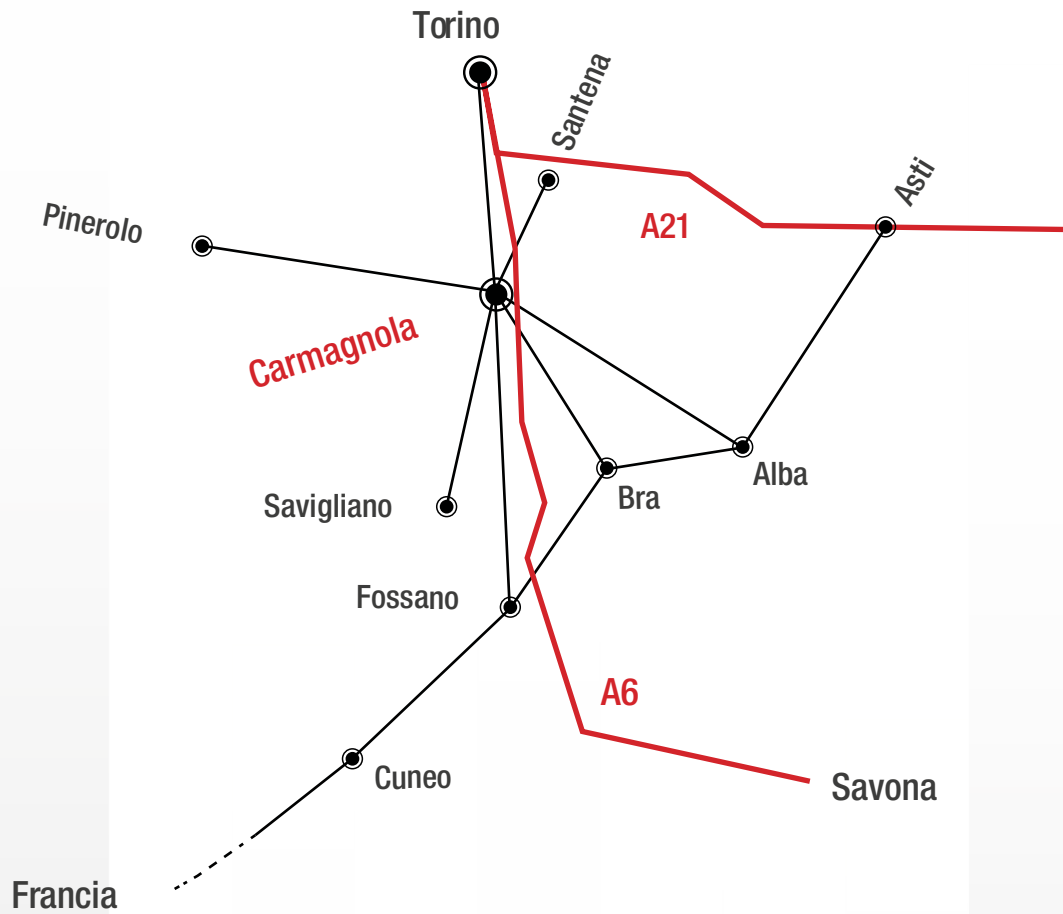 Torino
Santena
Asti
Pinerolo
A21
Carmagnola
Alba
Bra
Savigliano
Fossano
A6
Cuneo
Savona
Francia